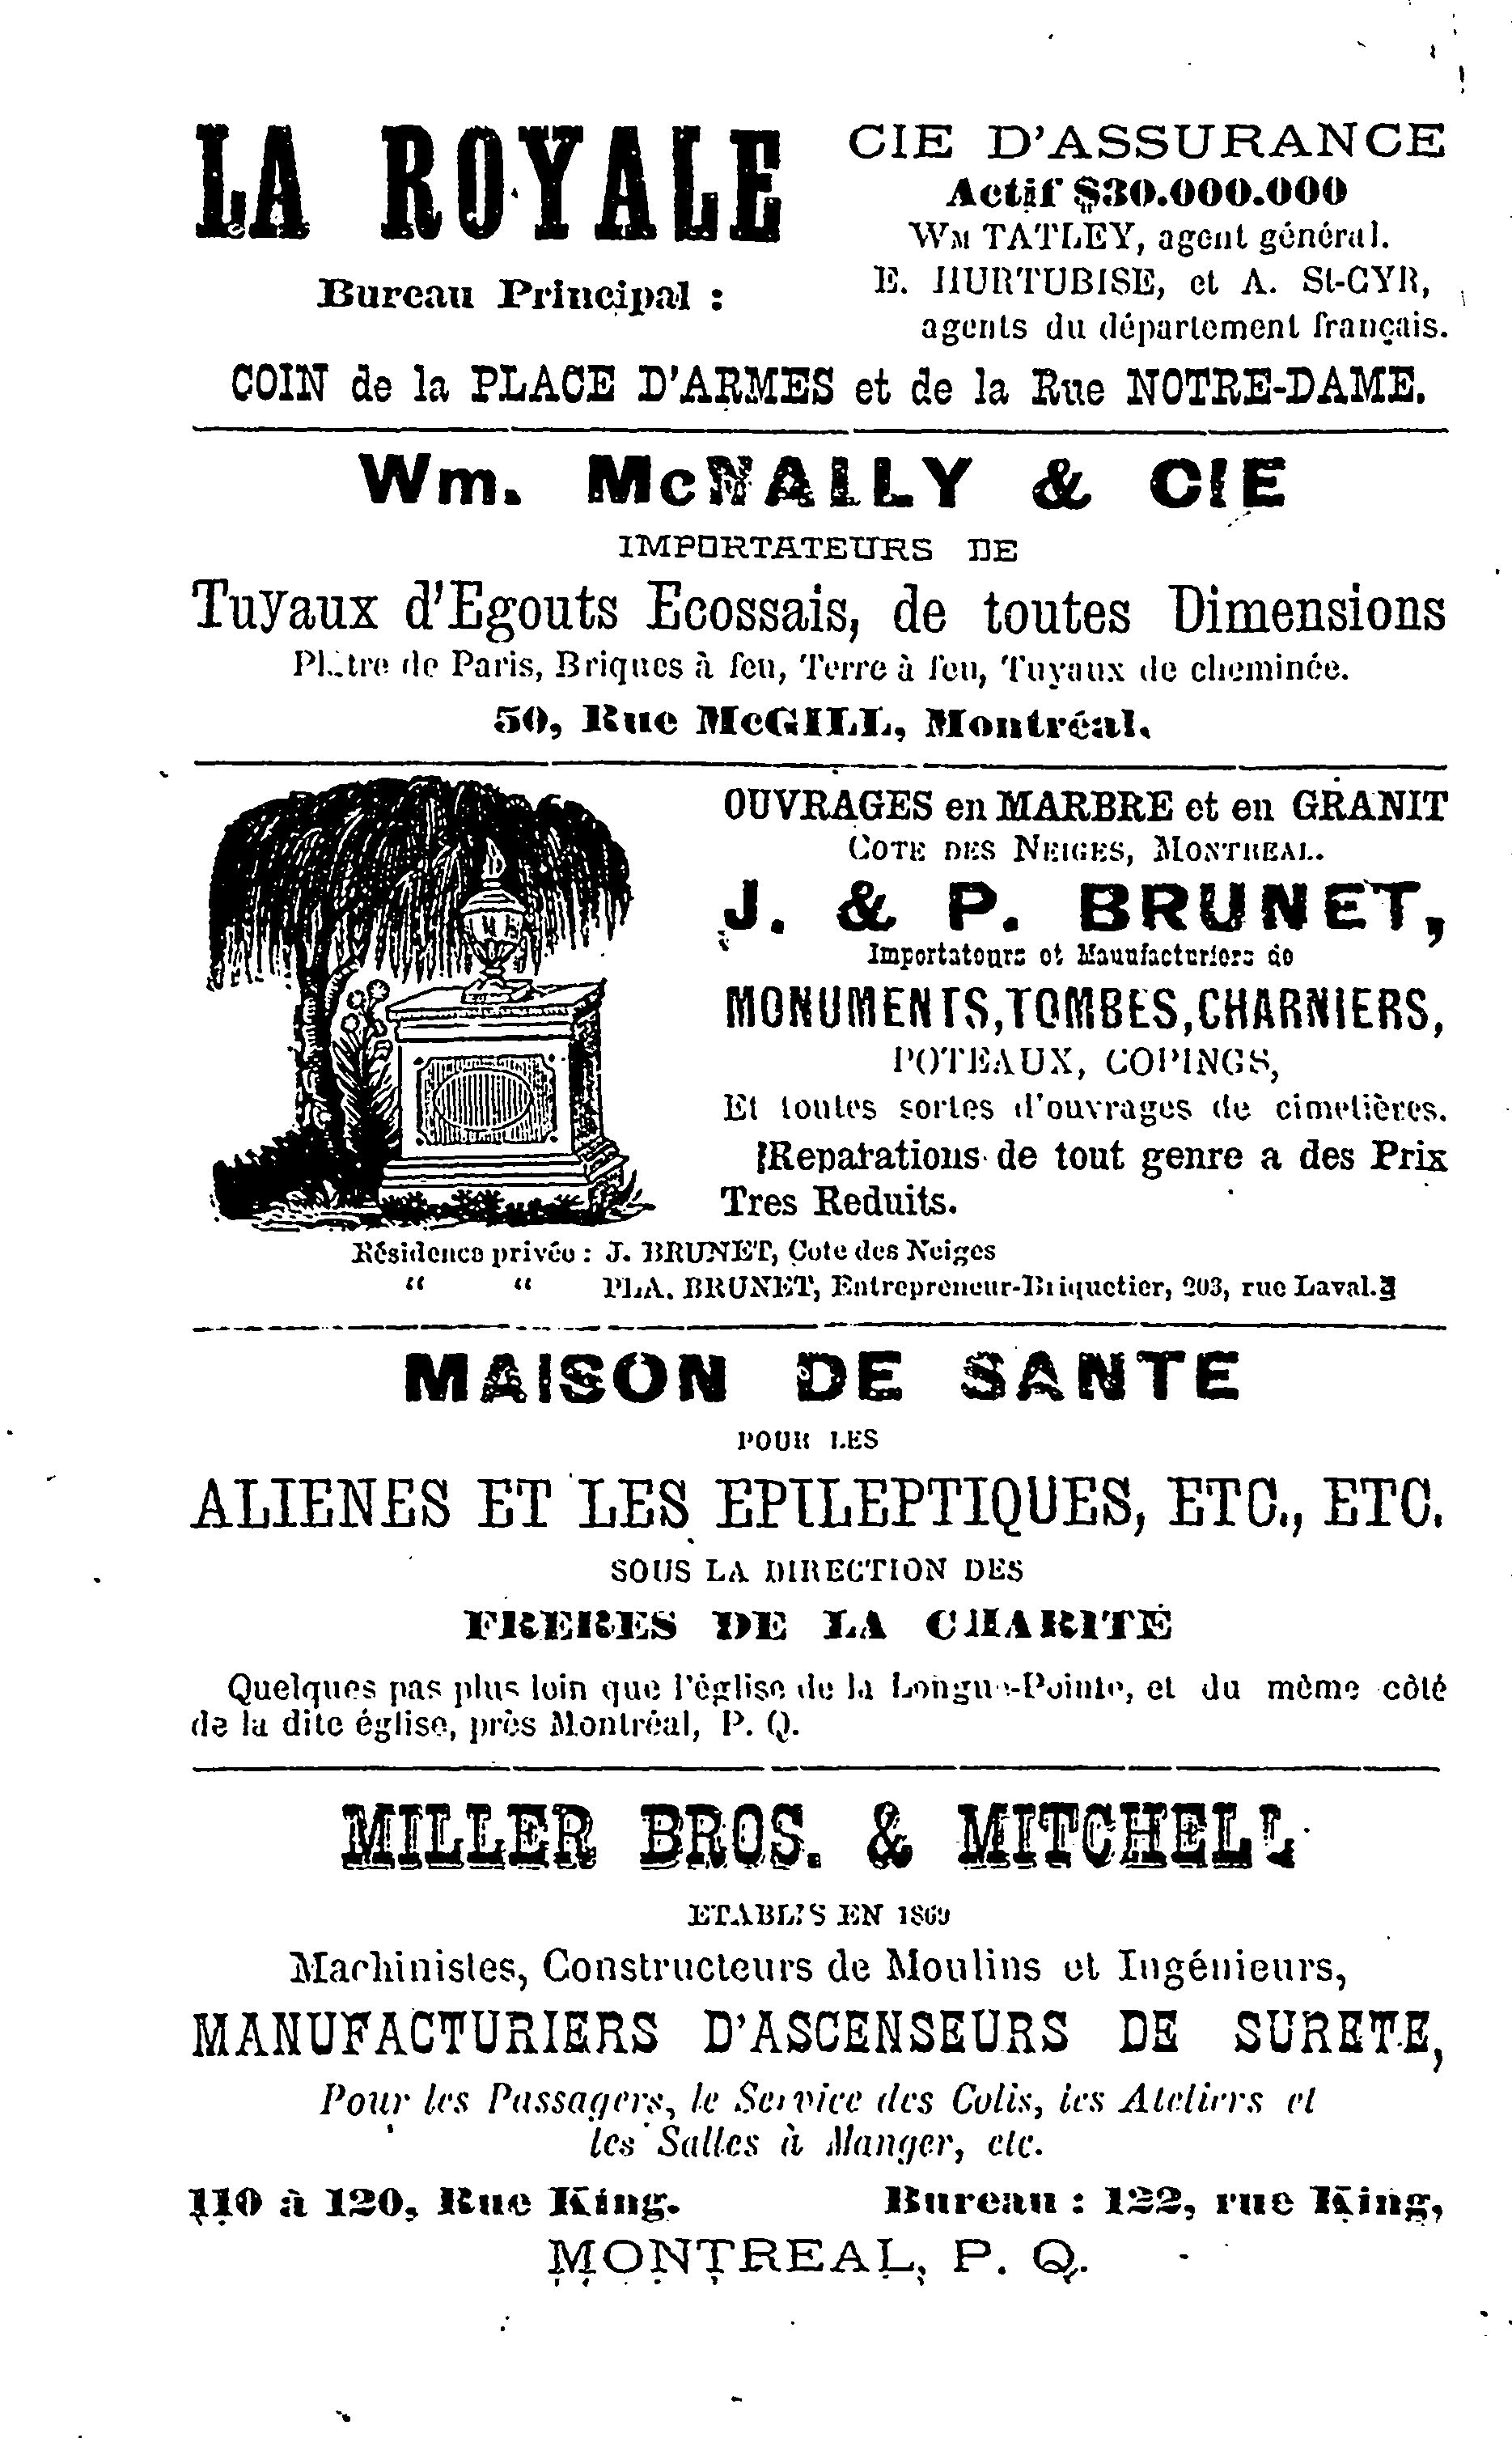 LA ROYALE
Bureau Principal :
CIE D'ASSURANCE
Actif $30.000.000
WM TATLEY, agent général.
E. HURTUBISE, et A. St-CYR,
agents du département français.
COIN de la PLACE D'ARMES et de la Rue NOTRE-DAME.
Wm. McNALLY & CIE
IMPORTATEURS DE
Tuyaux d'Egouts Ecossais, de toutes Dimensions
Plâtre de Paris, Briques à feu, Terre à feu, Tuyaux de cheminée.
50, Rue McGILL, Montréal.
OUVRAGES en MARBRE et en GRANIT
COTE DES NEIGES, MONTREAL.
J. & P. BRUNET,
Importateurs et Manufacturiers de
MONUMENTS, TOMBES, CHARNIERS,
POTEAUX, COPINGS,
Et toutes sortes d'ouvrages de cimetières.
Reparations de tout genre a des Prix
Tres Reduits.
Résidence privée : J. BRUNET, Cote des Neiges
“ “ PLA. BRUNET, Entrepreneur-Briquetier, 203, rue Laval.
MAISON DE SANTE
POUR LES
ALIENES ET LES EPILEPTIQUES, ETC., ETC.
SOUS LA DIRECTION DES
FRERES DE LA CHARITÉ
Quelques pas plus loin que l'église de la Longue-Pointe, et du même côté
de la dite église, près Montréal, P. Q.
MILLER BROS. & MITCHELL
ETABLIS EN 1869
Machinistes, Constructeurs de Moulins et Ingénieurs,
MANUFACTURIERS D'ASCENSEURS DE SURETE,
Pour les Passagers, le Service des Colis, les Ateliers et
les Salles à Manger, etc.
110 à 120, Rue King. Bureau : 122, rue King,
MONTREAL, P. Q.